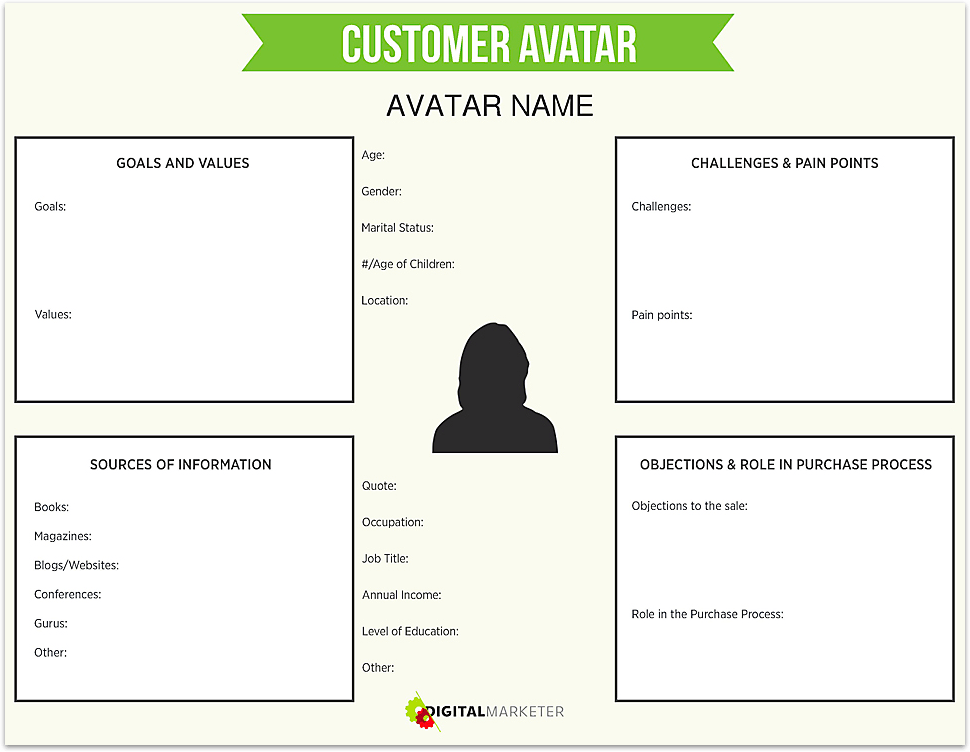 CUSTOMER AVATAR
AVATAR NAME
GOALS AND VALUES
Goals:
Values:
Age:
Gender:
Marital Status:
#/Age of Children:
Location:
CHALLENGES & PAIN POINTS
Challenges:
Pain points:
SOURCES OF INFORMATION
Books:
Magazines:
Blogs/Websites:
Conferences:
Gurus:
Other:
Quote:
Occupation:
Job Title:
Annual Income:
Level of Education:
Other:
OBJECTIONS & ROLE IN PURCHASE PROCESS
Objections to the sale:
Role in the Purchase Process:
DIGITALMARKETER